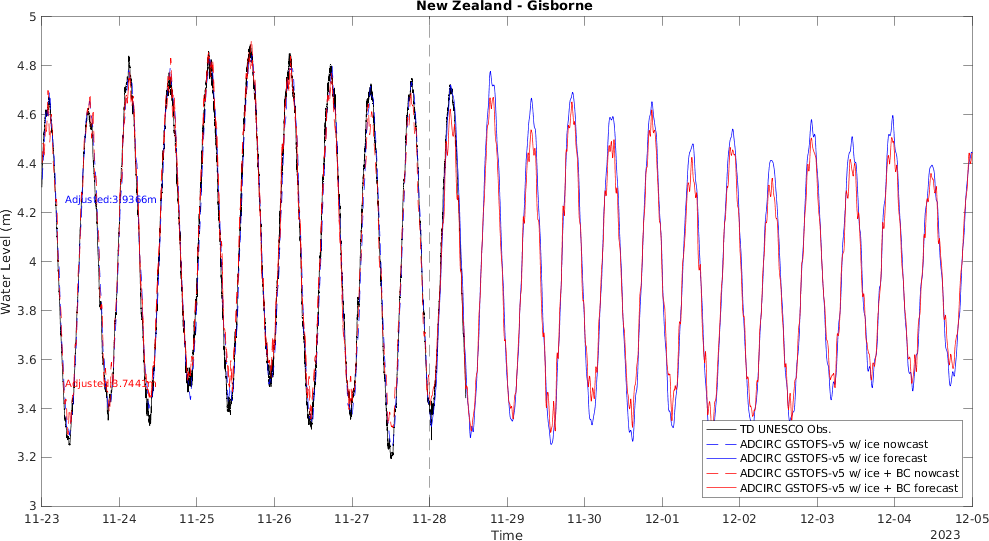 New Zealand - Gisborne
5
4.8
4.6
4.4
4.2
4
3.8
3.6
3.4
3.2
3
Water Level (m)
Adjusted:3.9366m
Adjusted:3.7441m
TD UNESCO Obs.
ADCIRC GSTOFS-v5 w/ ice nowcast
ADCIRC GSTOFS-v5 w/ ice forecast
ADCIRC GSTOFS-v5 w/ ice + BC nowcast
ADCIRC GSTOFS-v5 w/ ice + BC forecast
11-23 11-24 11-25 11-26 11-27 11-28 11-29 11-30 12-01 12-02 12-03 12-04 12-05
Time
2023